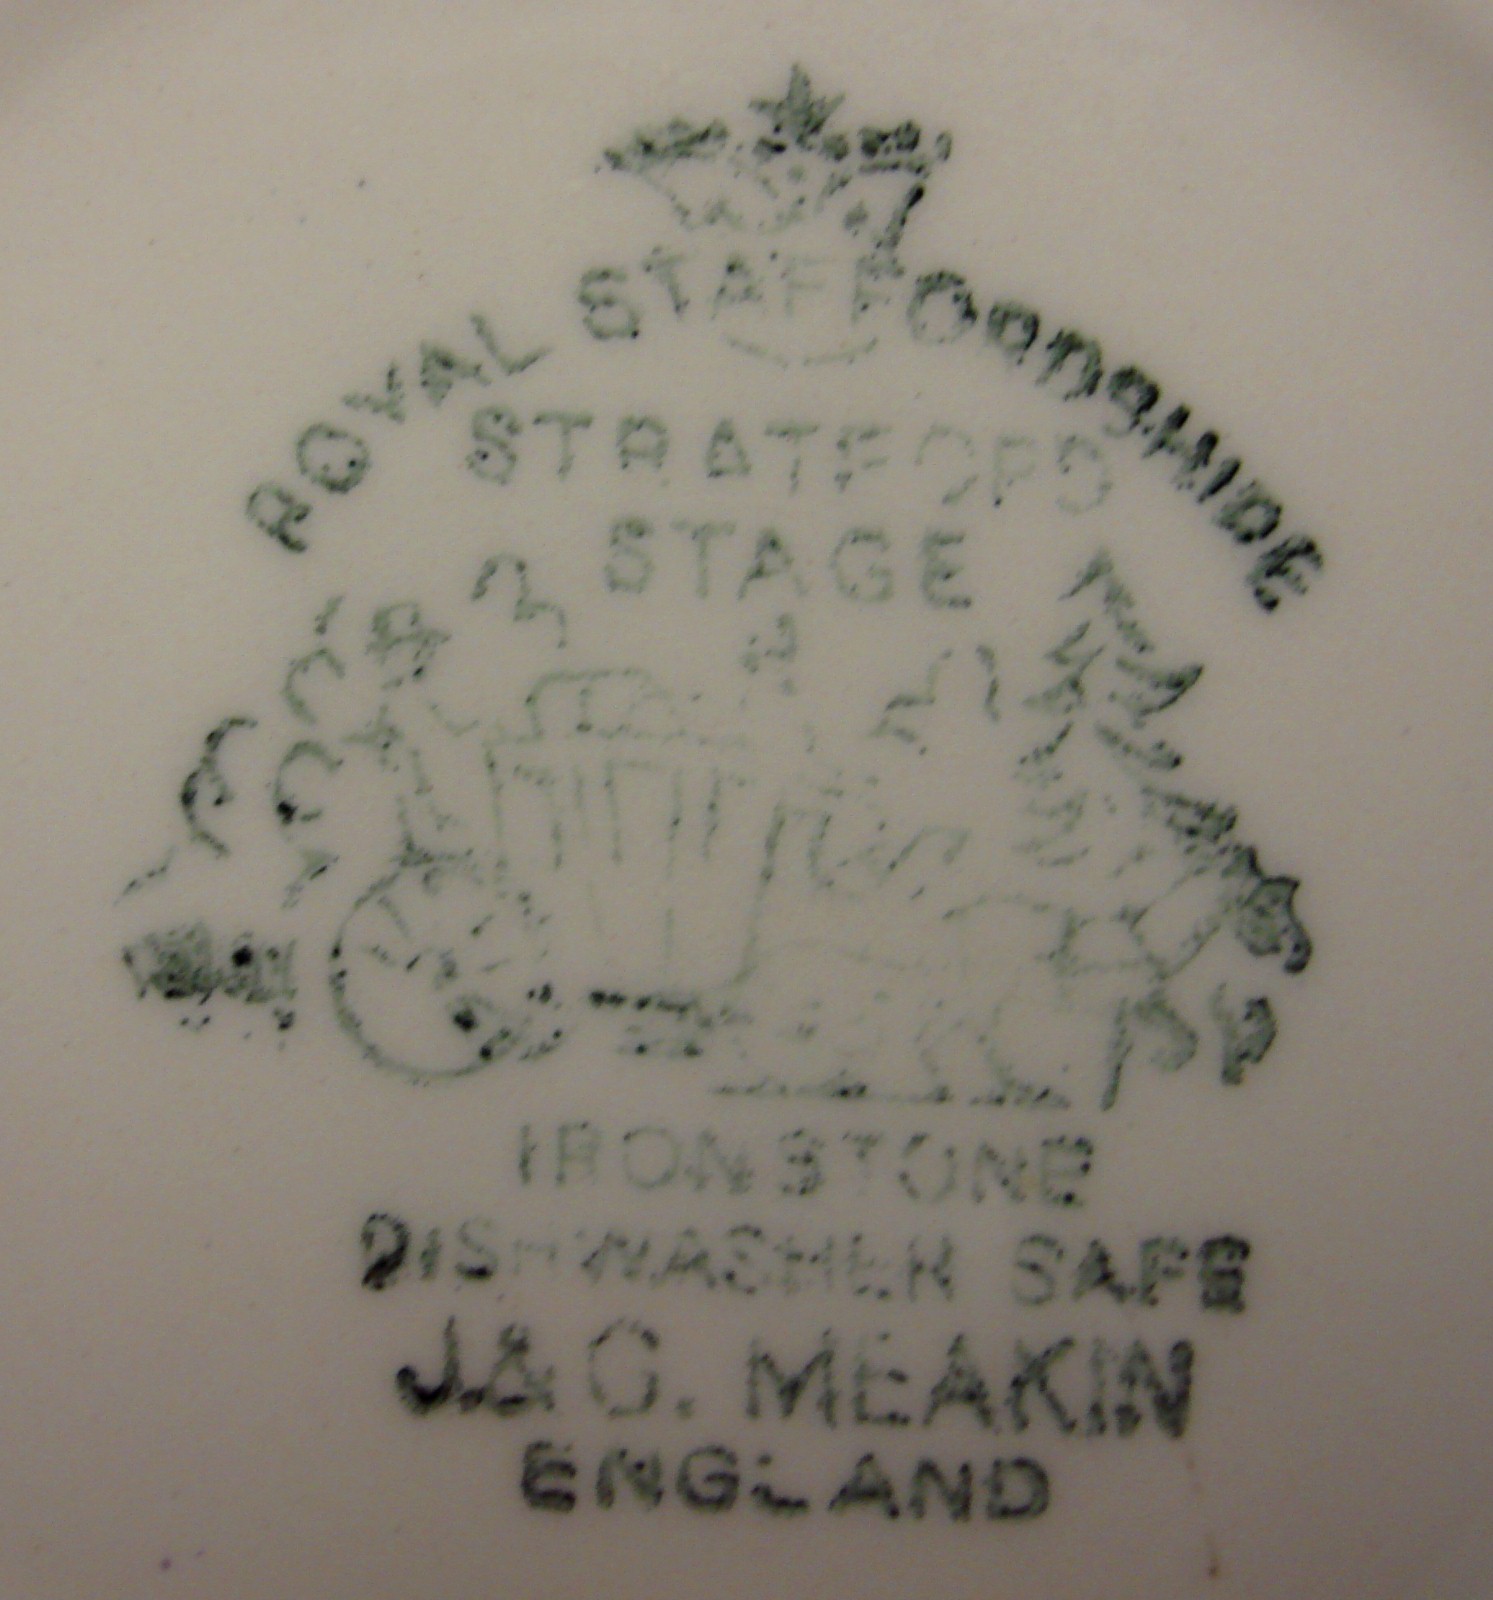 ROYAL STAFFORDSHIRE
STRATFORD
STAGE
IRONSTONE
DISHWASHER SAFE
J.& G. MEAKIN
ENGLAND